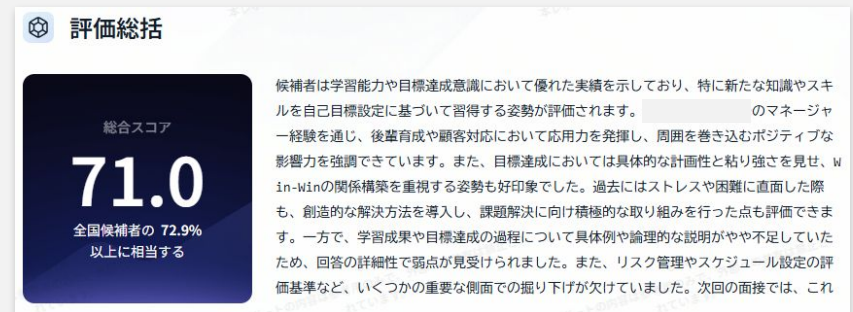 評価総括
総合スコア
71.0
全国候補者の 72.9%
以上に相当する
候補者は学習能力や目標達成意識において優れた実績を示しており、特に新たな知識やスキ
ルを自己目標設定に基づいて習得する姿勢が評価されます。 のマネージャ
ー経験を通じ、後輩育成や顧客対応において応用力を発揮し、周囲を巻き込むポジティブな
影響力を強調できています。また、目標達成においては具体的な計画性と粘り強さを見せ、W
in-Winの関係構築を重視する姿勢も好印象でした。過去にはストレスや困難に直面した際
も、創造的な解決方法を導入し、課題解決に向け積極的な取り組みを行った点も評価できま
す。一方で、学習成果や目標達成の過程について具体例や論理的な説明がやや不足していた
ため、回答の詳細性で弱点が見受けられました。また、リスク管理やスケジュール設定の評
価基準など、いくつかの重要な側面での掘り下げが欠けていました。次回の面接では、これ